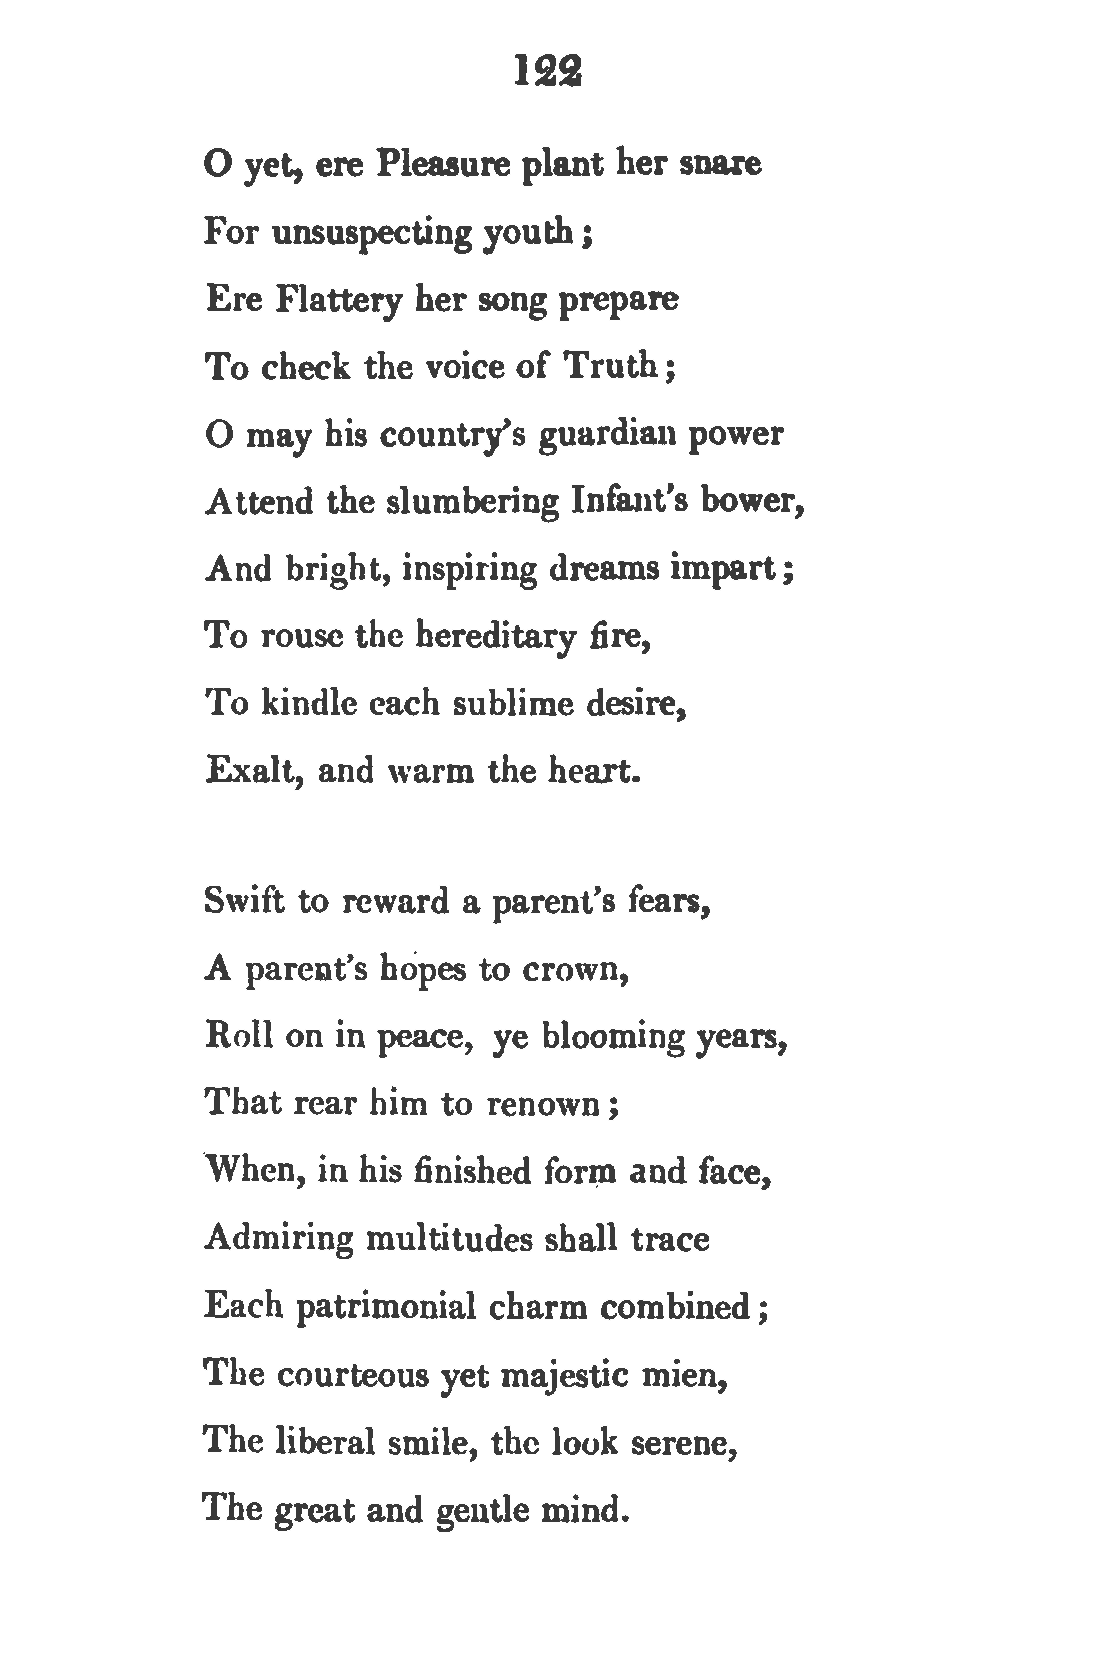 122
O yet, ere Pleasure plant her snare
For unsuspecting youth;
Ere Flattery her song prepare
To check the voice of Truth;
O may his country's guardian power
Attend the slumbering Infant's bower,
And bright, inspiring dreams impart;
To rouse the hereditary fire,
To kindle each sublime desire,
Exalt, and warm the heart.
Swift to reward a parent's fears,
A parent's hopes to crown,
Roll on in peace, ye blooming years,
That rear him to renown;
When, in his finished form and face,
Admiring multitudes shall trace
Each patrimonial charm combined;
The courteous yet majestic mien,
The liberal smile, the look serene,
The great and gentle mind.